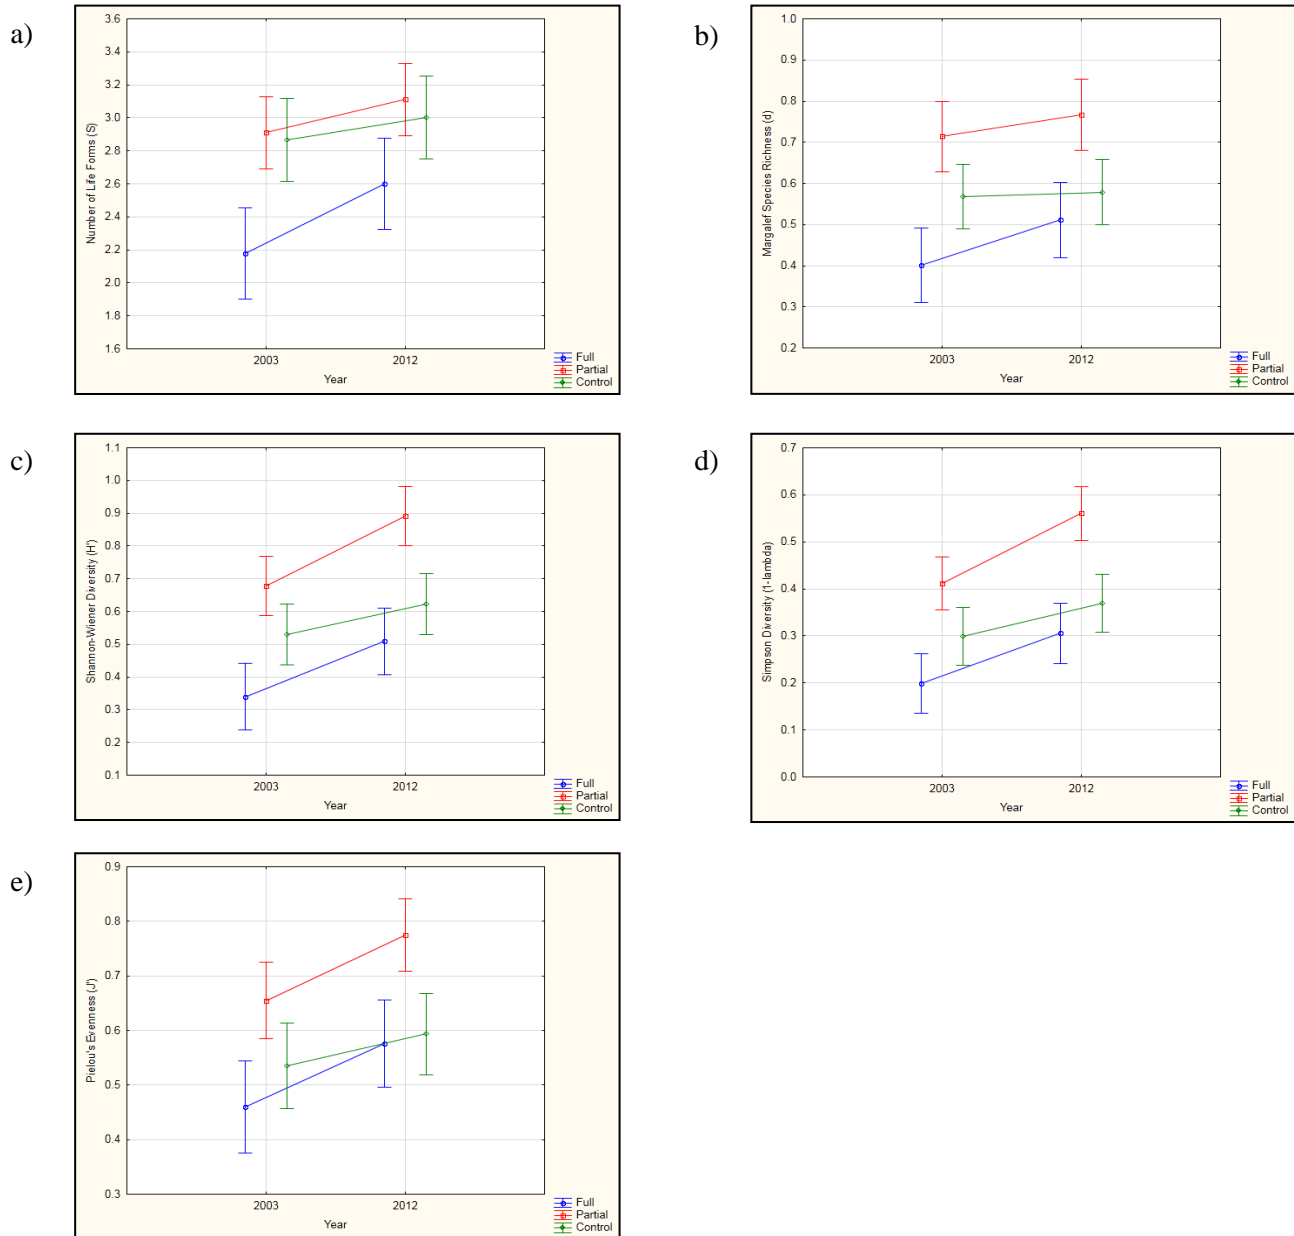 a)
Number of Life Forms (S)
3.6
3.4
3.2
3.0
2.8
2.6
2.4
2.2
2.0
1.8
1.6
2003
2012
Year
Full
Partial
Control
b)
Margalef Species Richness (d)
1.0
0.9
0.8
0.7
0.6
0.5
0.4
0.3
0.2
2003
2012
Year
Full
Partial
Control
c)
Shannon-Wiener Diversity (H')
1.1
1.0
0.9
0.8
0.7
0.6
0.5
0.4
0.3
0.2
0.1
2003
2012
Year
Full
Partial
Control
d)
Simpson Diversity (1-lambda)
0.7
0.6
0.5
0.4
0.3
0.2
0.1
0.0
2003
2012
Year
Full
Partial
Control
e)
Pielou's Evenness (J')
0.9
0.8
0.7
0.6
0.5
0.4
0.3
2003
2012
Year
Full
Partial
Control